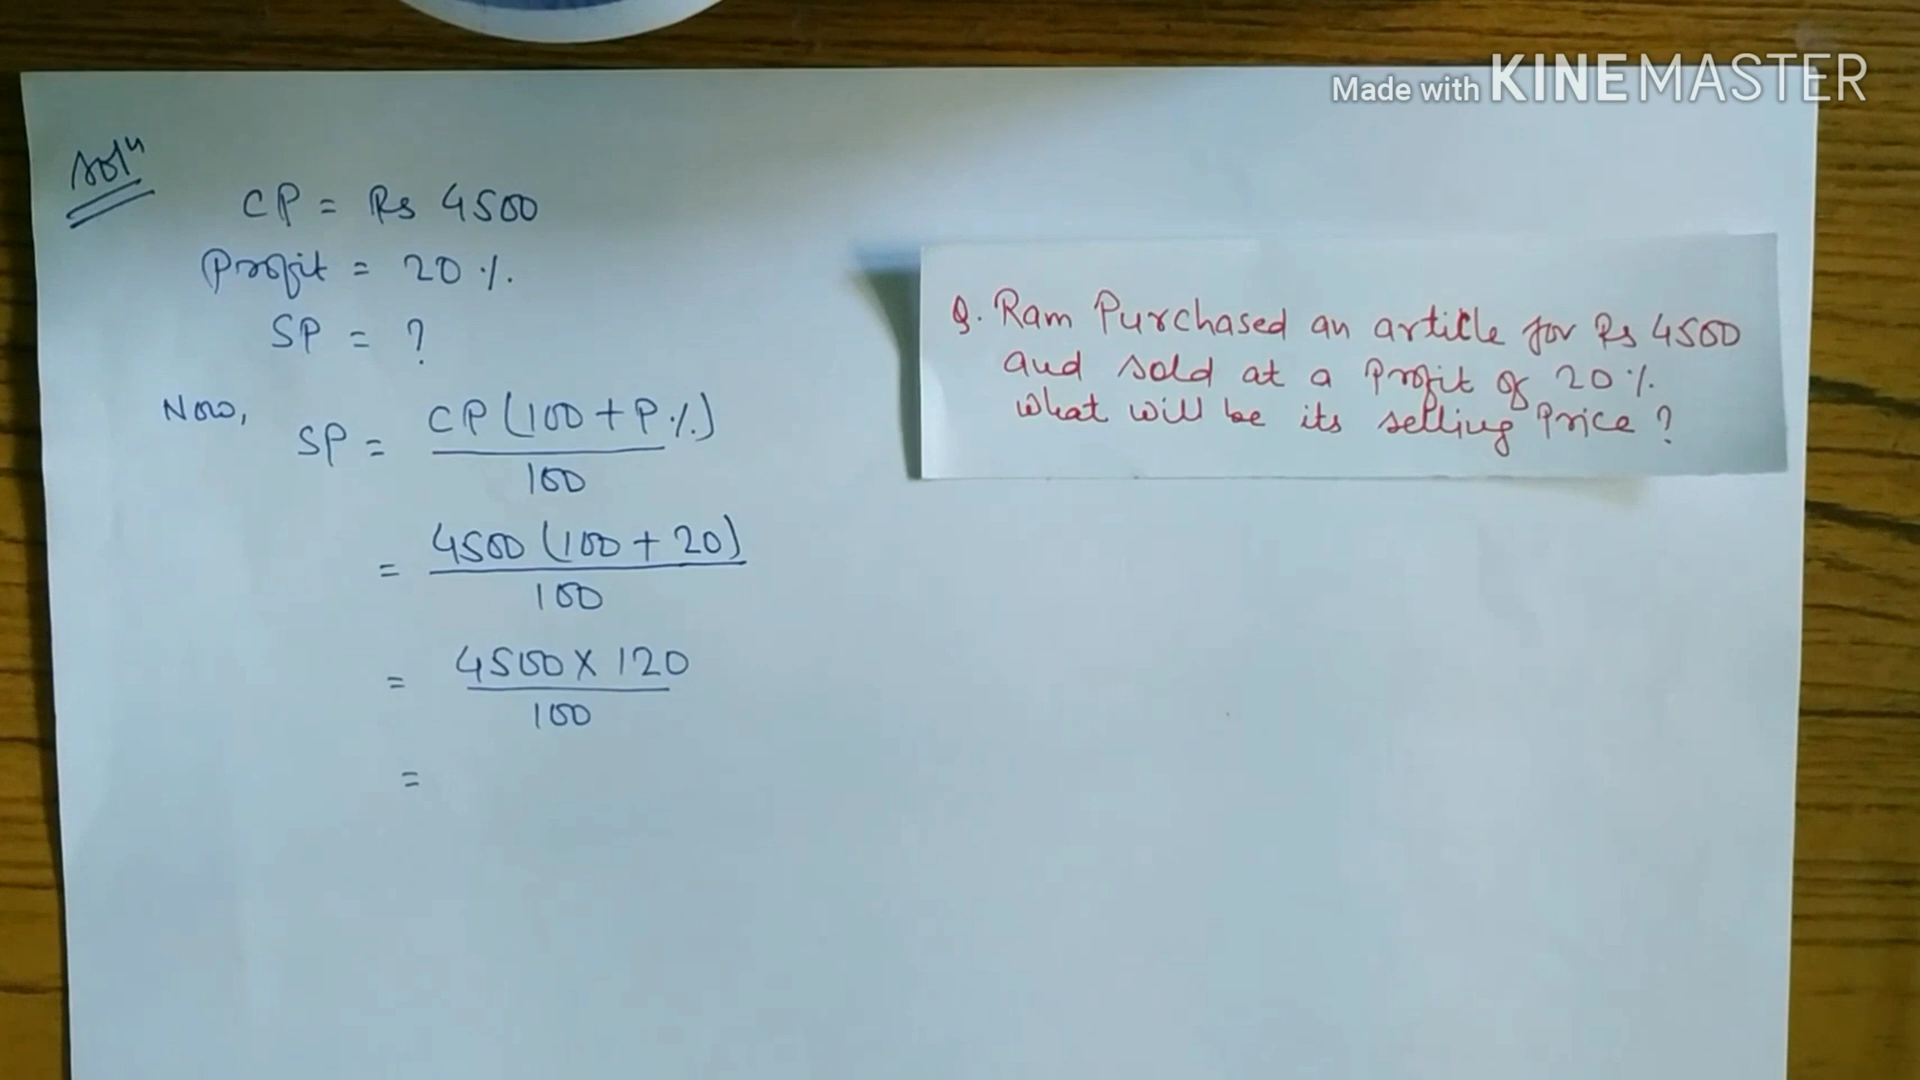 Made with KINEMASTER
Soln
CP = Rs 4500
Profit = 20 %.
SP = ?
Now,
SP = CP (100 + P %)
100
= 4500 (100 + 20)
100
= 4500 X 120
100
=
Q. Ram Purchased an article for Rs 4500
and sold at a Profit of 20 %.
what will be its selling Price ?